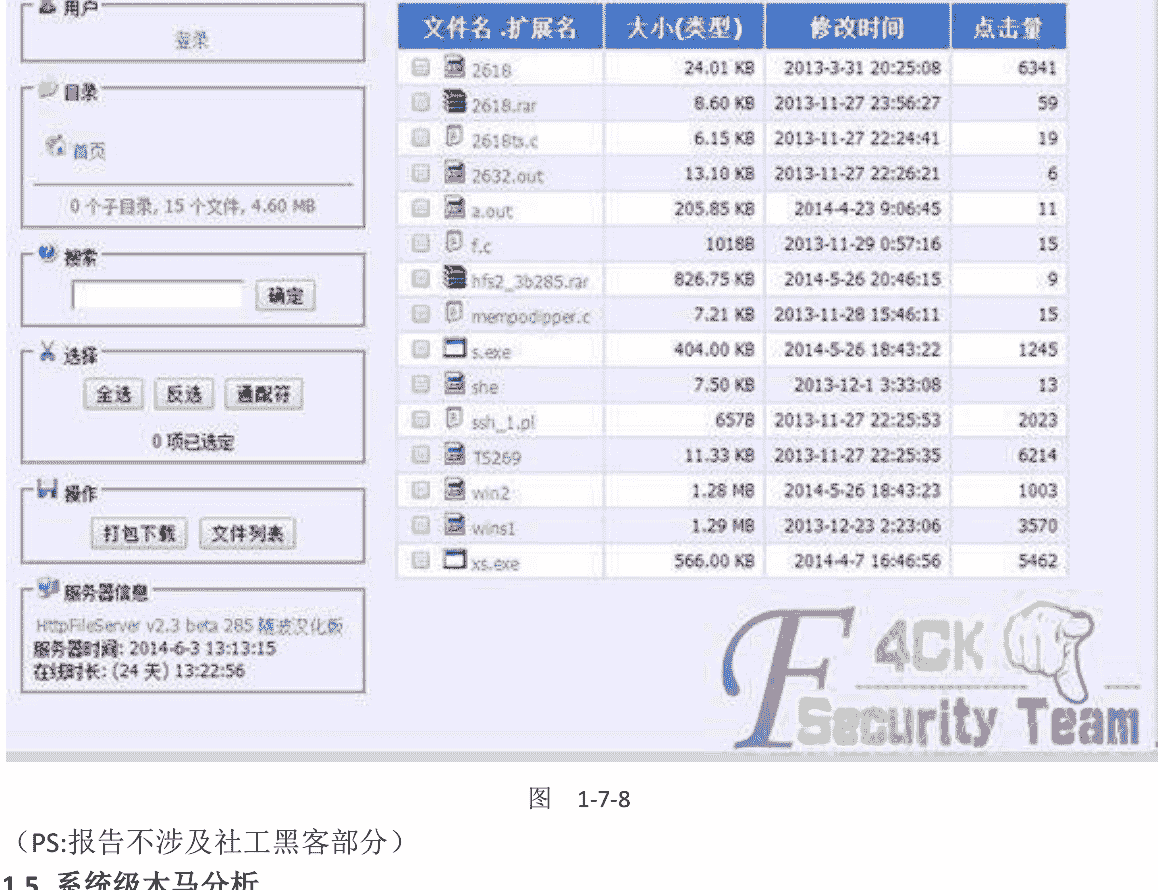 用户
登录
目录
首页
0 个子目录, 15 个文件, 4.60 MB
搜索
确定
选择
全选 反选 通配符
0 项已选定
操作
打包下载 文件列表
服务器信息
HttpFileServer v2.3 beta 285 随波汉化版
服务器时间: 2014-6-3 13:13:15
在线时长: (24 天) 13:22:56
文件名 .扩展名 大小(类型) 修改时间 点击量
2618 24.01 KB 2013-3-31 20:25:08 6341
2618.rar 8.60 KB 2013-11-27 23:56:27 59
2618tx.c 6.15 KB 2013-11-27 22:24:41 19
2632.out 13.10 KB 2013-11-27 22:26:21 6
a.out 205.85 KB 2014-4-23 9:06:45 11
f.c 10188 2013-11-29 0:57:16 15
hfs2_3b285.rar 826.75 KB 2014-5-26 20:46:15 9
mempodipper.c 7.21 KB 2013-11-28 15:46:11 15
s.exe 404.00 KB 2014-5-26 18:43:22 1245
she 7.50 KB 2013-12-1 3:33:08 13
ssh_1.pl 6578 2013-11-27 22:25:53 2023
TS269 11.33 KB 2013-11-27 22:25:35 6214
win2 1.28 MB 2014-5-26 18:43:23 1003
wins1 1.29 MB 2013-12-23 2:23:06 3570
xs.exe 566.00 KB 2014-4-7 16:46:56 5462
F 4CK
Security Team
图 1-7-8
（PS:报告不涉及社工黑客部分）
1.5 系统级木马分析